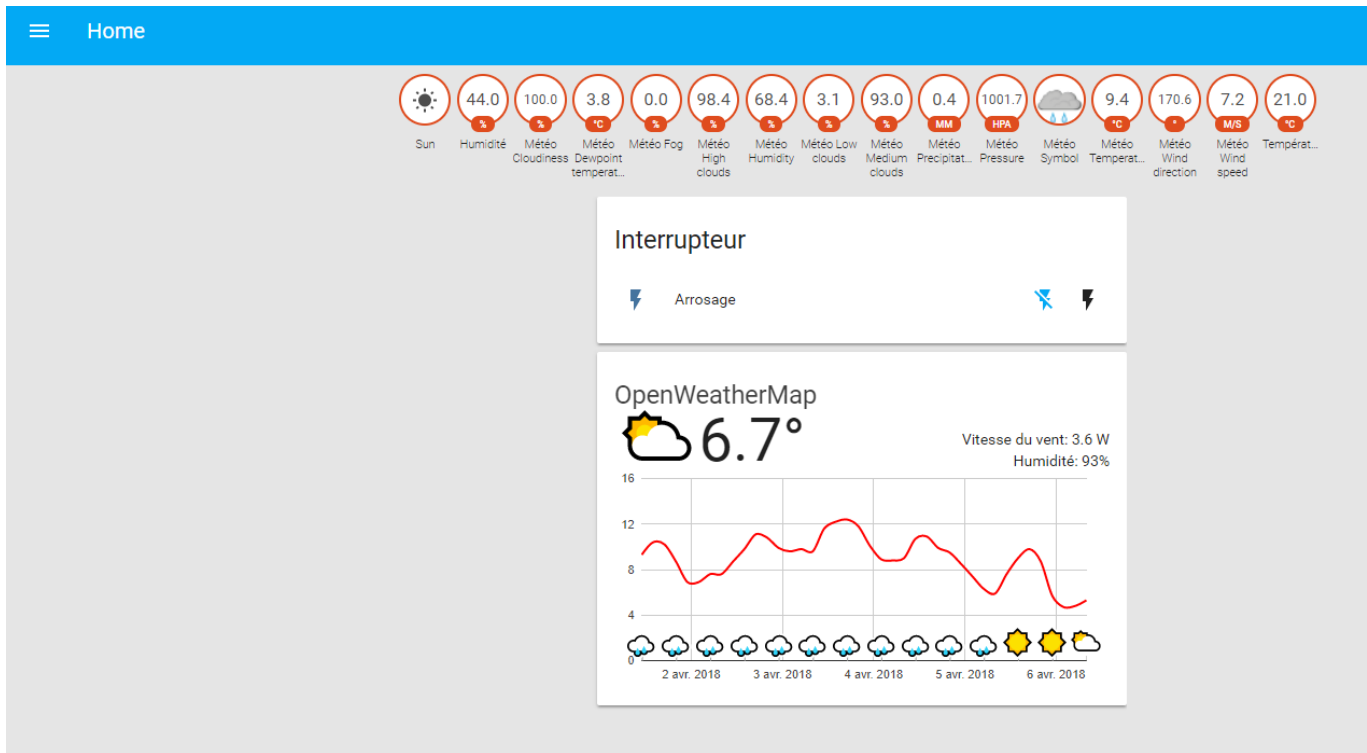 Home
44.0 100.0 3.8 0.0 98.4 68.4 3.1 93.0 0.4 1001.7 9.4 170.6 7.2 21.0
% % °C % % % % % MM HPA °C ° M/S °C
Sun Humidité Météo Météo Météo Fog Météo Météo Météo Low Météo Météo Météo Météo Météo Météo Météo Températ...
Cloudiness Dewpoint High Humidity clouds Medium Precipitat... Pressure Symbol Temperat... Wind Wind
temperat... clouds clouds direction speed
Interrupteur
Arrosage
OpenWeatherMap
6.7°
Vitesse du vent: 3.6 W
Humidité: 93%
16
12
8
4
0
2 avr. 2018 3 avr. 2018 4 avr. 2018 5 avr. 2018 6 avr. 2018